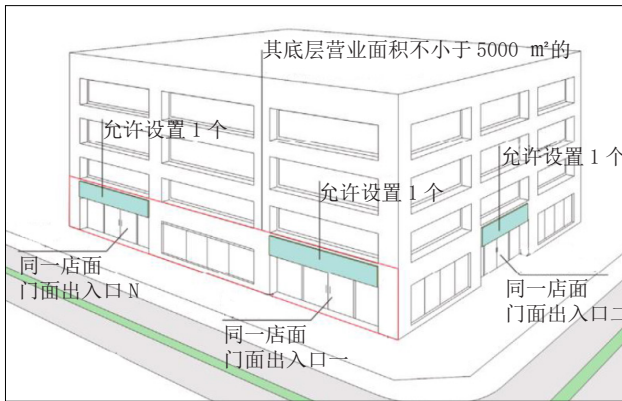 其底层营业面积不小于 5000 ㎡的
允许设置 1 个
允许设置 1 个
允许设置 1 个
同一店面
门面出入口 N
同一店面
门面出入口一
同一店面
门面出入口二